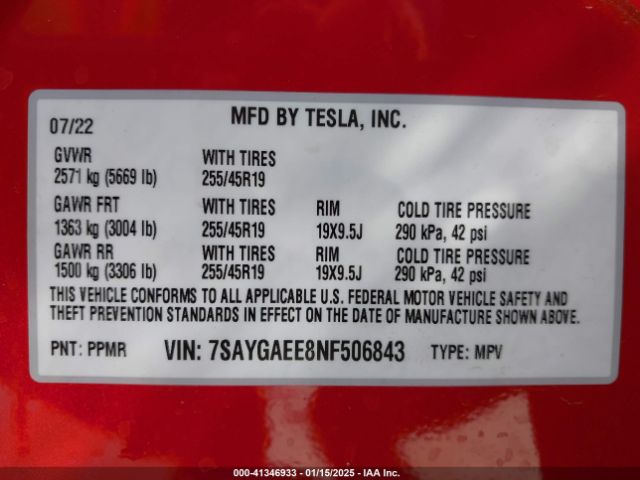 07/22 MFD BY TESLA, INC.
GVWR WITH TIRES
2571 kg (5669 lb) 255/45R19
GAWR FRT WITH TIRES RIM COLD TIRE PRESSURE
1363 kg (3004 lb) 255/45R19 19X9.5J 290 kPa, 42 psi
GAWR RR WITH TIRES RIM COLD TIRE PRESSURE
1500 kg (3306 lb) 255/45R19 19X9.5J 290 kPa, 42 psi
THIS VEHICLE CONFORMS TO ALL APPLICABLE U.S. FEDERAL MOTOR VEHICLE SAFETY AND
THEFT PREVENTION STANDARDS IN EFFECT ON THE DATE OF MANUFACTURE SHOWN ABOVE.
PNT: PPMR VIN: 7SAYGAEE8NF506843 TYPE: MPV
000-41346933 - 01/15/2025 - IAA Inc.